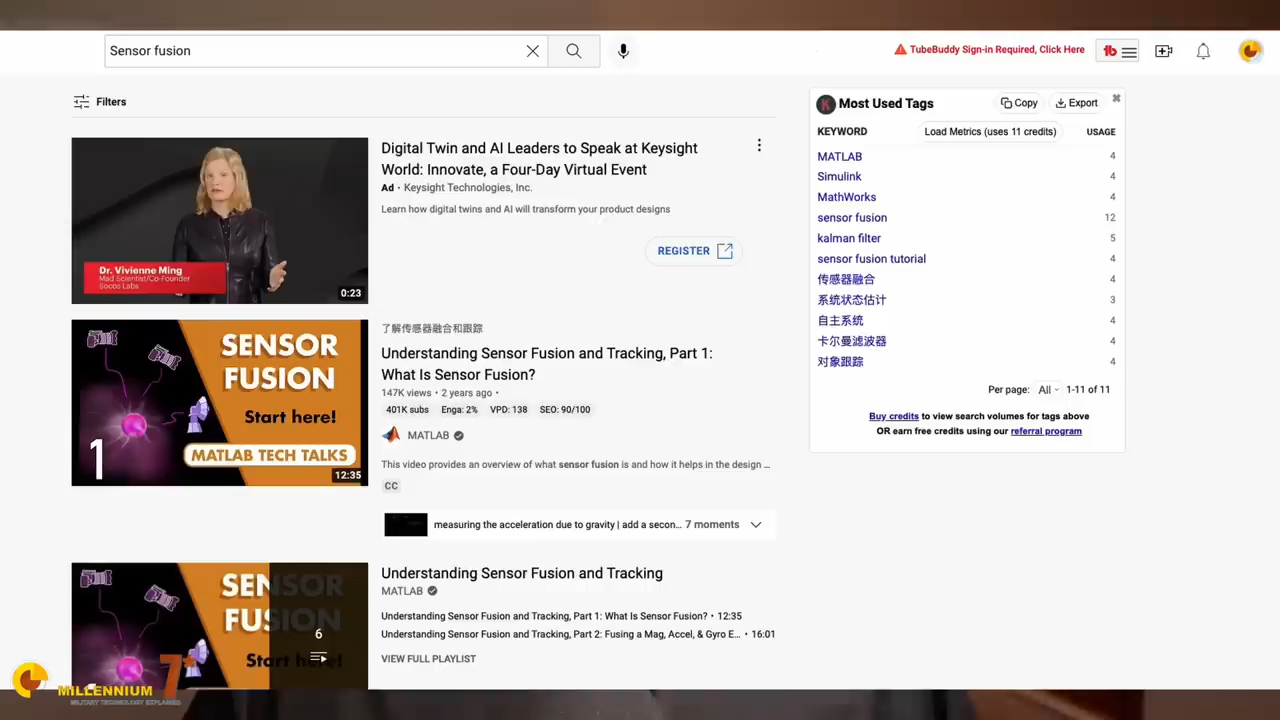 Sensor fusion
TubeBuddy Sign-in Required, Click Here
tb
Filters
Dr. Vivienne Ming
Mad Scientist/Co-Founder
Socos Labs
0:23
Digital Twin and AI Leaders to Speak at Keysight
World: Innovate, a Four-Day Virtual Event
Ad · Keysight Technologies, Inc.
Learn how digital twins and AI will transform your product designs
REGISTER
SENSOR
FUSION
Start here!
1
MATLAB TECH TALKS
12:35
了解传感器融合和跟踪
Understanding Sensor Fusion and Tracking, Part 1:
What Is Sensor Fusion?
147K views · 2 years ago ·
401K subs Enga: 2% VPD: 138 SEO: 90/100
MATLAB
This video provides an overview of what sensor fusion is and how it helps in the design ...
CC
measuring the acceleration due to gravity | add a secon... 7 moments
SENSOR
FUSION
Start here!
6
Understanding Sensor Fusion and Tracking
MATLAB
Understanding Sensor Fusion and Tracking, Part 1: What Is Sensor Fusion? · 12:35
Understanding Sensor Fusion and Tracking, Part 2: Fusing a Mag, Accel, & Gyro E... · 16:01
VIEW FULL PLAYLIST
K Most Used Tags
Copy
Export
KEYWORD Load Metrics (uses 11 credits) USAGE
MATLAB 4
Simulink 4
MathWorks 4
sensor fusion 12
kalman filter 5
sensor fusion tutorial 4
传感器融合 4
系统状态估计 3
自主系统 4
卡尔曼滤波器 4
对象跟踪 4
Per page: All 1-11 of 11
Buy credits to view search volumes for tags above
OR earn free credits using our referral program
MILLENNIUM 7*
MILITARY TECHNOLOGY EXPLAINED